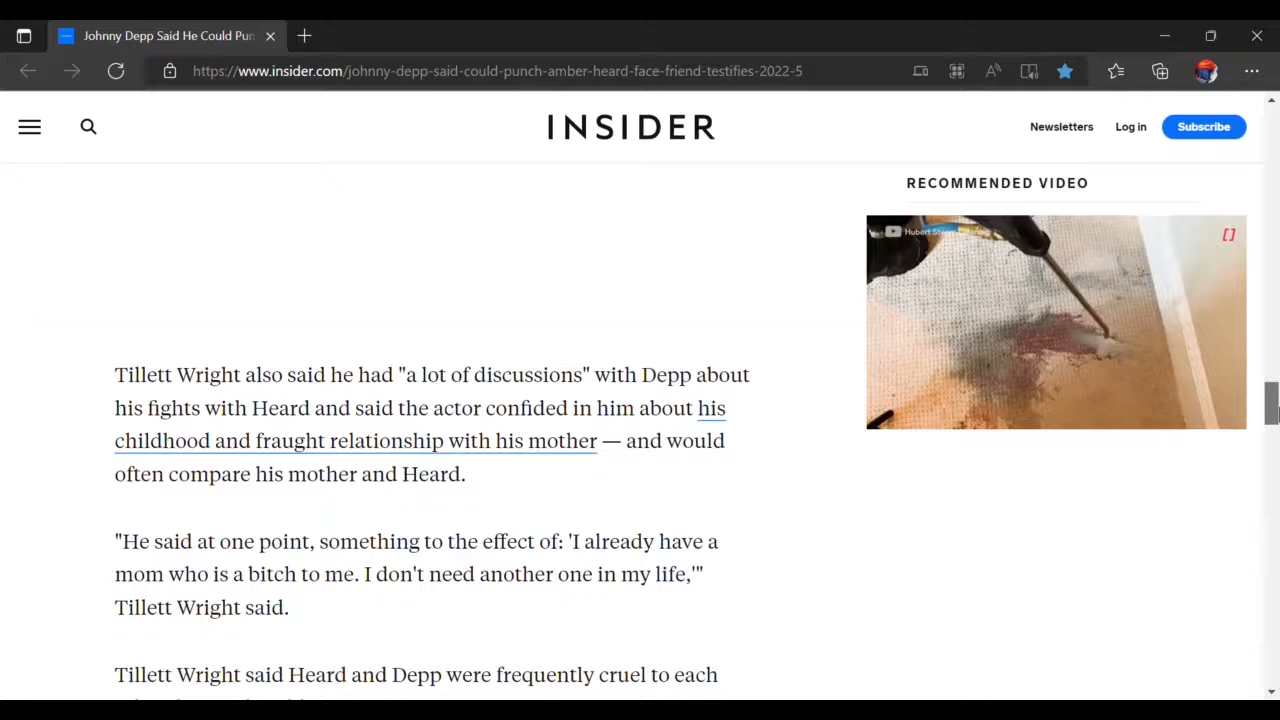 Johnny Depp Said He Could Pun
https://www.insider.com/johnny-depp-said-could-punch-amber-heard-face-friend-testifies-2022-5
INSIDER
Newsletters
Log in
Subscribe
RECOMMENDED VIDEO
Hubert
Tillett Wright also said he had "a lot of discussions" with Depp about
his fights with Heard and said the actor confided in him about his
childhood and fraught relationship with his mother — and would
often compare his mother and Heard.
"He said at one point, something to the effect of: 'I already have a
mom who is a bitch to me. I don't need another one in my life,'"
Tillett Wright said.
Tillett Wright said Heard and Depp were frequently cruel to each